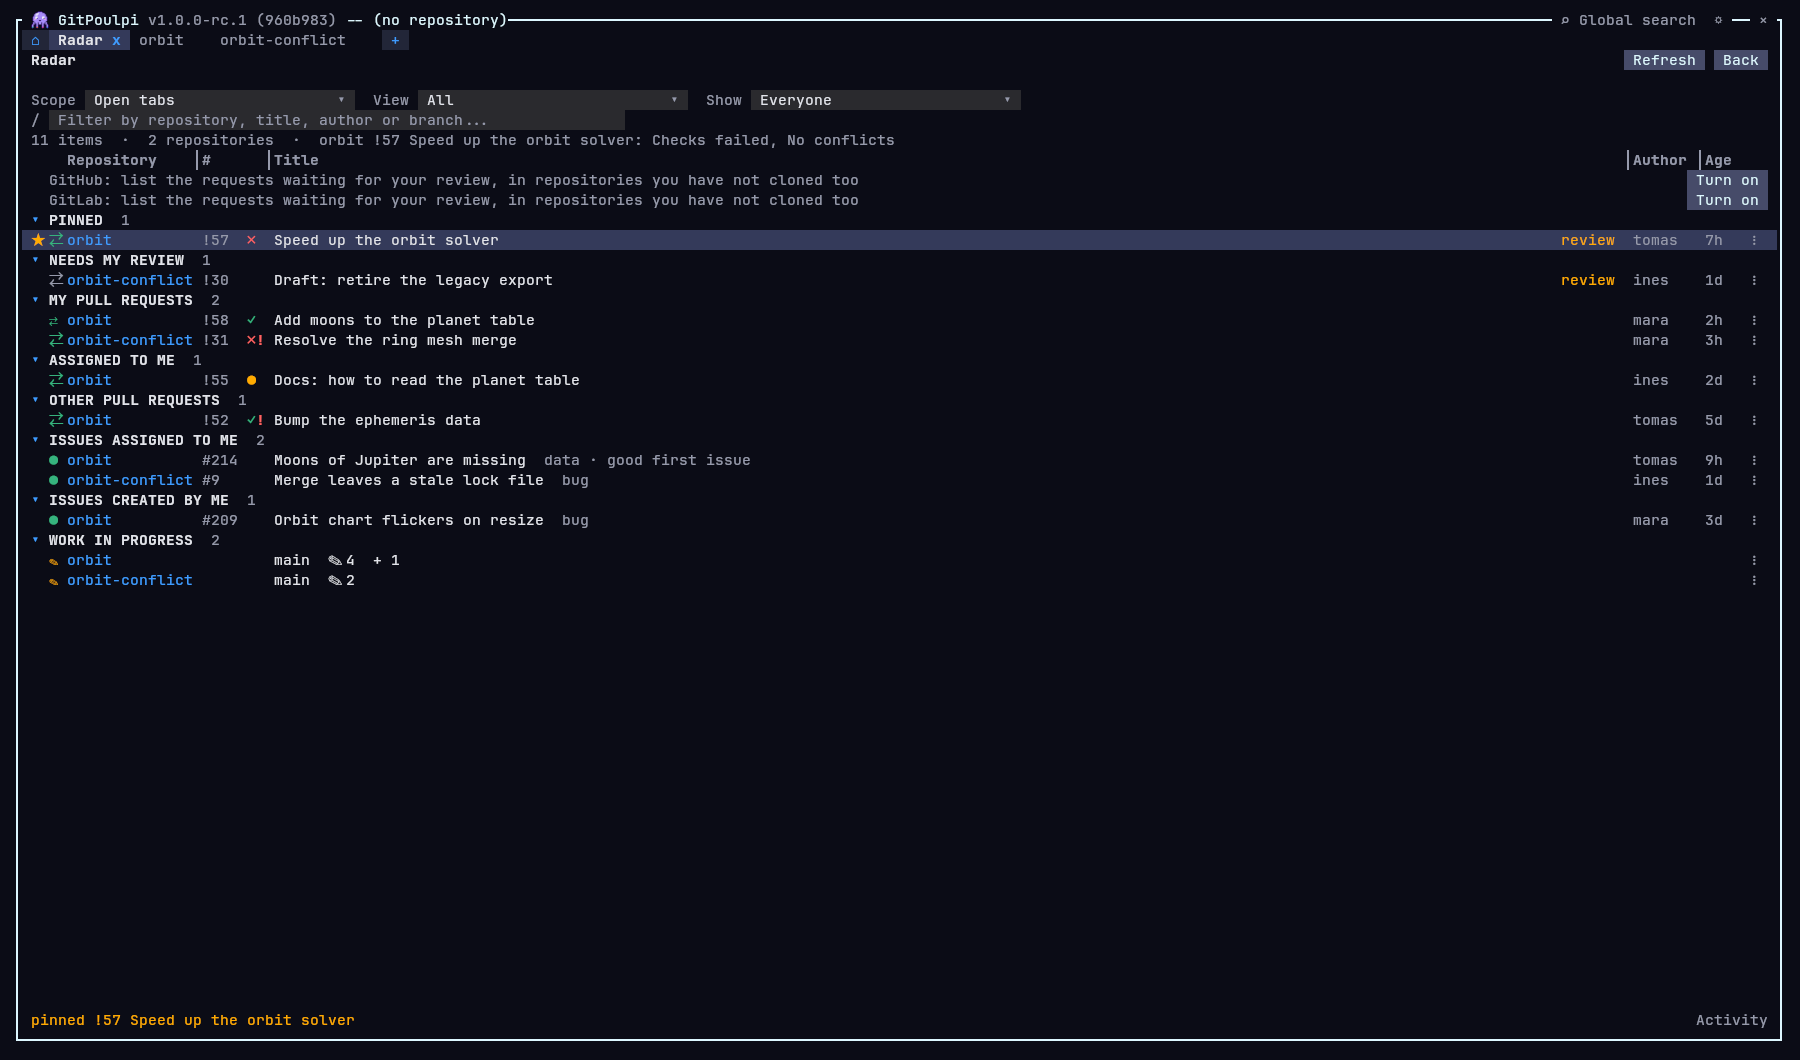 GitPoulpi v1.0.0-rc.1 (960b983) -- (no repository) ⌕ Global search ☼ — ×
⌂ Radar x orbit orbit-conflict +
Radar Refresh Back
Scope Open tabs ▾ View All ▾ Show Everyone ▾
/ Filter by repository, title, author or branch...
11 items · 2 repositories · orbit !57 Speed up the orbit solver: Checks failed, No conflicts
Repository # Title Author Age
GitHub: list the requests waiting for your review, in repositories you have not cloned too Turn on
GitLab: list the requests waiting for your review, in repositories you have not cloned too Turn on
▾ PINNED 1
★ ⇄ orbit !57 ✕ Speed up the orbit solver review tomas 7h ⋮
▾ NEEDS MY REVIEW 1
⇄ orbit-conflict !30 Draft: retire the legacy export review ines 1d ⋮
▾ MY PULL REQUESTS 2
⇄ orbit !58 ✓ Add moons to the planet table mara 2h ⋮
⇄ orbit-conflict !31 ✕! Resolve the ring mesh merge mara 3h ⋮
▾ ASSIGNED TO ME 1
⇄ orbit !55 ● Docs: how to read the planet table ines 2d ⋮
▾ OTHER PULL REQUESTS 1
⇄ orbit !52 ✓! Bump the ephemeris data tomas 5d ⋮
▾ ISSUES ASSIGNED TO ME 2
● orbit #214 Moons of Jupiter are missing data · good first issue tomas 9h ⋮
● orbit-conflict #9 Merge leaves a stale lock file bug ines 1d ⋮
▾ ISSUES CREATED BY ME 1
● orbit #209 Orbit chart flickers on resize bug mara 3d ⋮
▾ WORK IN PROGRESS 2
✎ orbit main ✎ 4 + 1 ⋮
✎ orbit-conflict main ✎ 2 ⋮
pinned !57 Speed up the orbit solver Activity